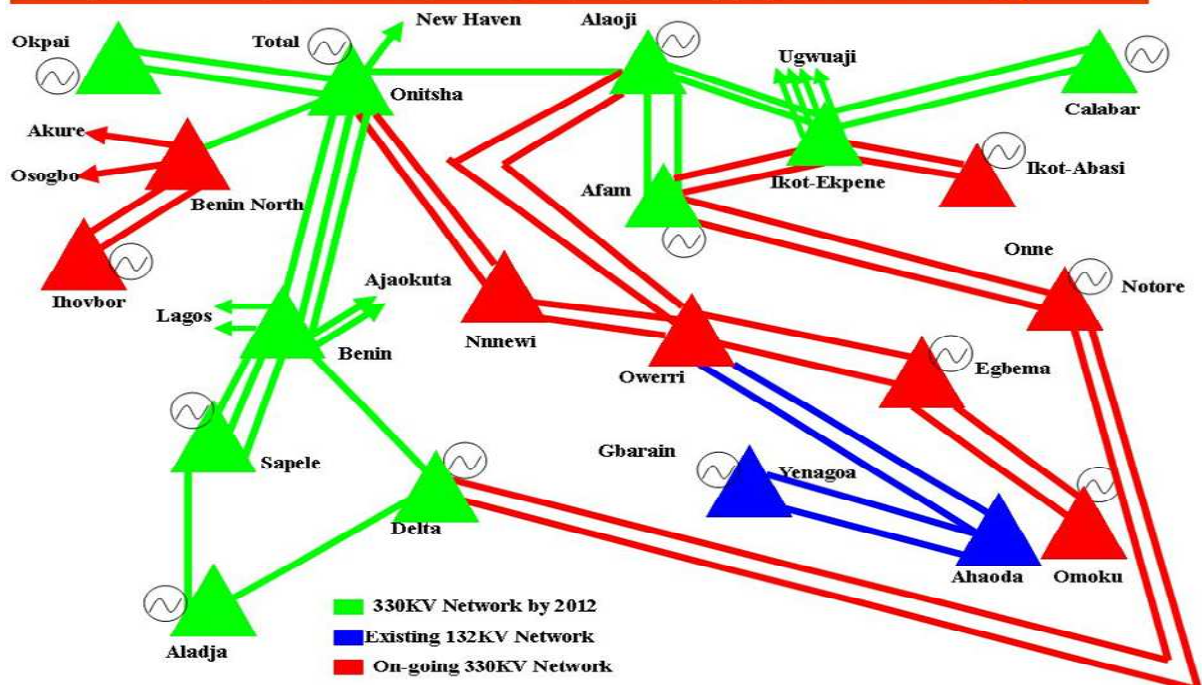 New Haven
Alaoji
Okpai
Total
Ugwuaji
Onitsha
Calabar
Akure
Osogbo
Ikot-Abasi
Ikot-Ekpene
Afam
Benin North
Onne
Notore
Ihovbor
Ajaokuta
Lagos
Benin
Nnnewi
Owerri
Egbema
Gbarain
Yenagoa
Sapele
Delta
Ahaoda
Omoku
Aladja
330KV Network by 2012
Existing 132KV Network
On-going 330KV Network